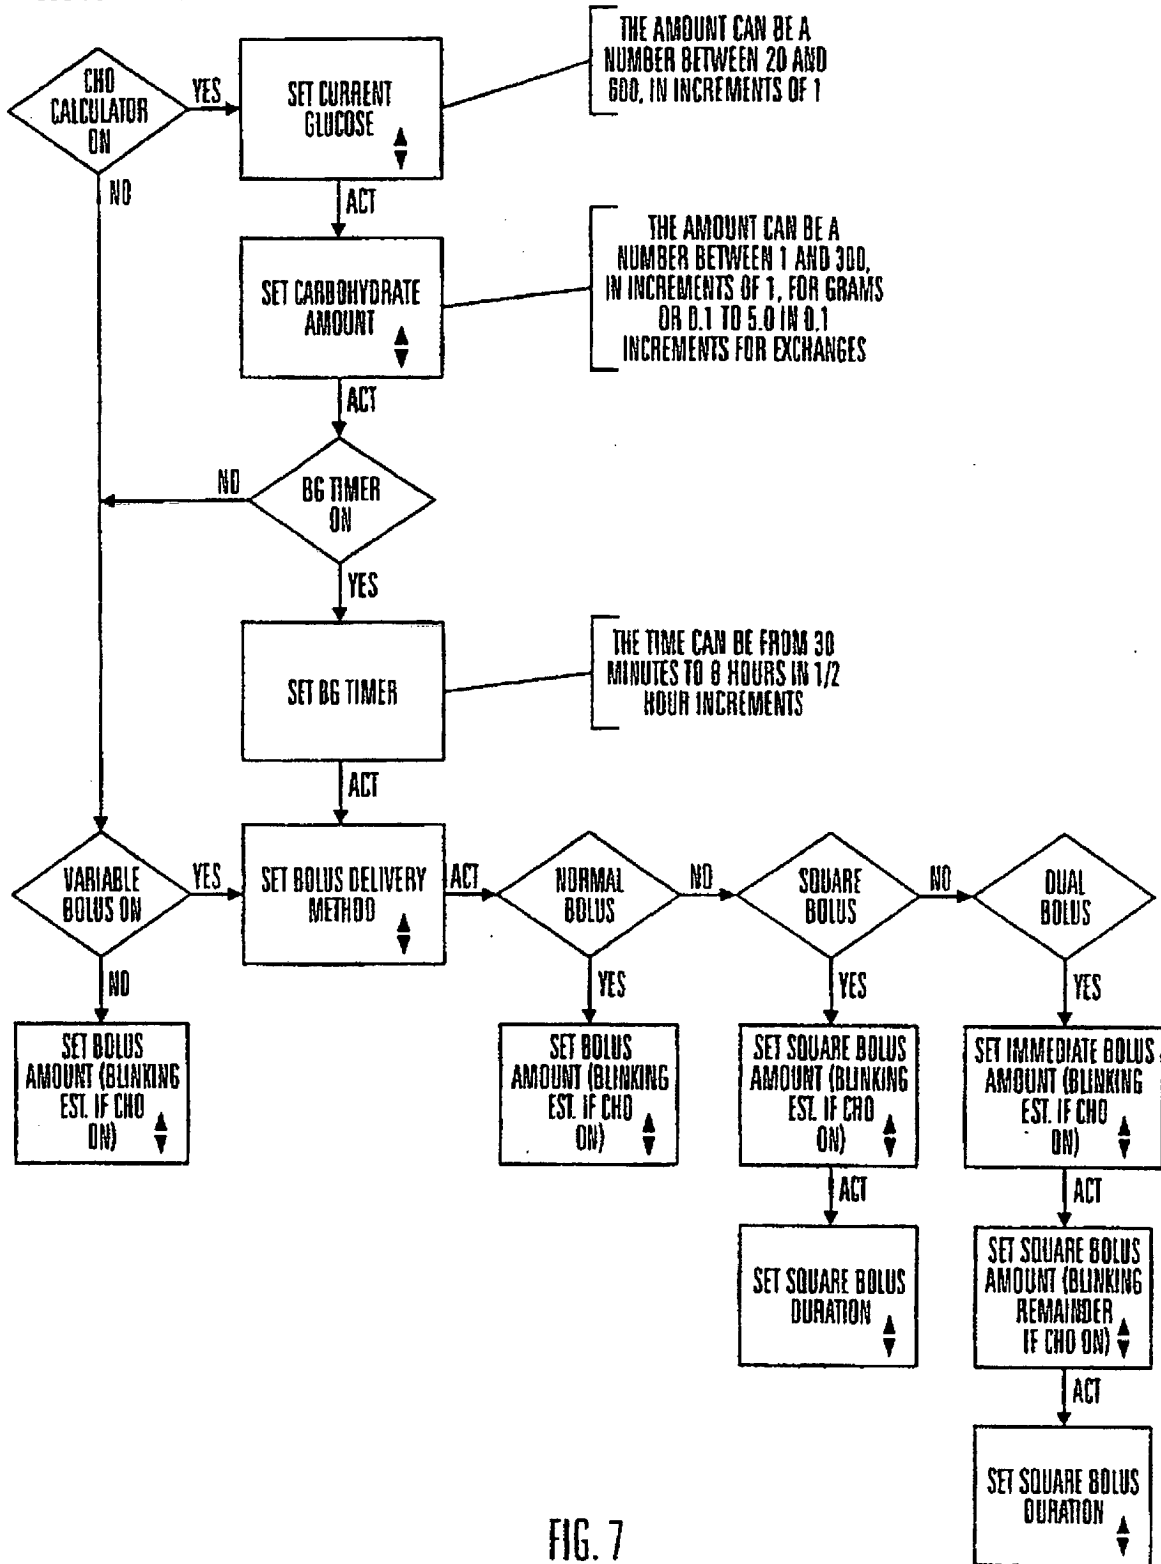 CHO
CALCULATOR
ON
YES
NO
SET CURRENT
GLUCOSE
THE AMOUNT CAN BE A
NUMBER BETWEEN 20 AND
600, IN INCREMENTS OF 1
ACT
SET CARBOHYDRATE
AMOUNT
THE AMOUNT CAN BE A
NUMBER BETWEEN 1 AND 300,
IN INCREMENTS OF 1, FOR GRAMS
OR 0.1 TO 5.0 IN 0.1
INCREMENTS FOR EXCHANGES
ACT
NO
BG TIMER
ON
YES
SET BG TIMER
THE TIME CAN BE FROM 30
MINUTES TO 8 HOURS IN 1/2
HOUR INCREMENTS
ACT
VARIABLE
BOLUS ON
YES
SET BOLUS DELIVERY
METHOD
ACT
NORMAL
BOLUS
NO
SQUARE
BOLUS
NO
DUAL
BOLUS
NO
YES
YES
YES
SET BOLUS
AMOUNT (BLINKING
EST. IF CHO
ON)
SET BOLUS
AMOUNT (BLINKING
EST. IF CHO
ON)
SET SQUARE BOLUS
AMOUNT (BLINKING
EST. IF CHO
ON)
SET IMMEDIATE BOLUS
AMOUNT (BLINKING
EST. IF CHO
ON)
ACT
ACT
SET SQUARE BOLUS
DURATION
SET SQUARE BOLUS
AMOUNT (BLINKING
REMAINDER
IF CHO ON)
ACT
SET SQUARE BOLUS
DURATION
FIG. 7